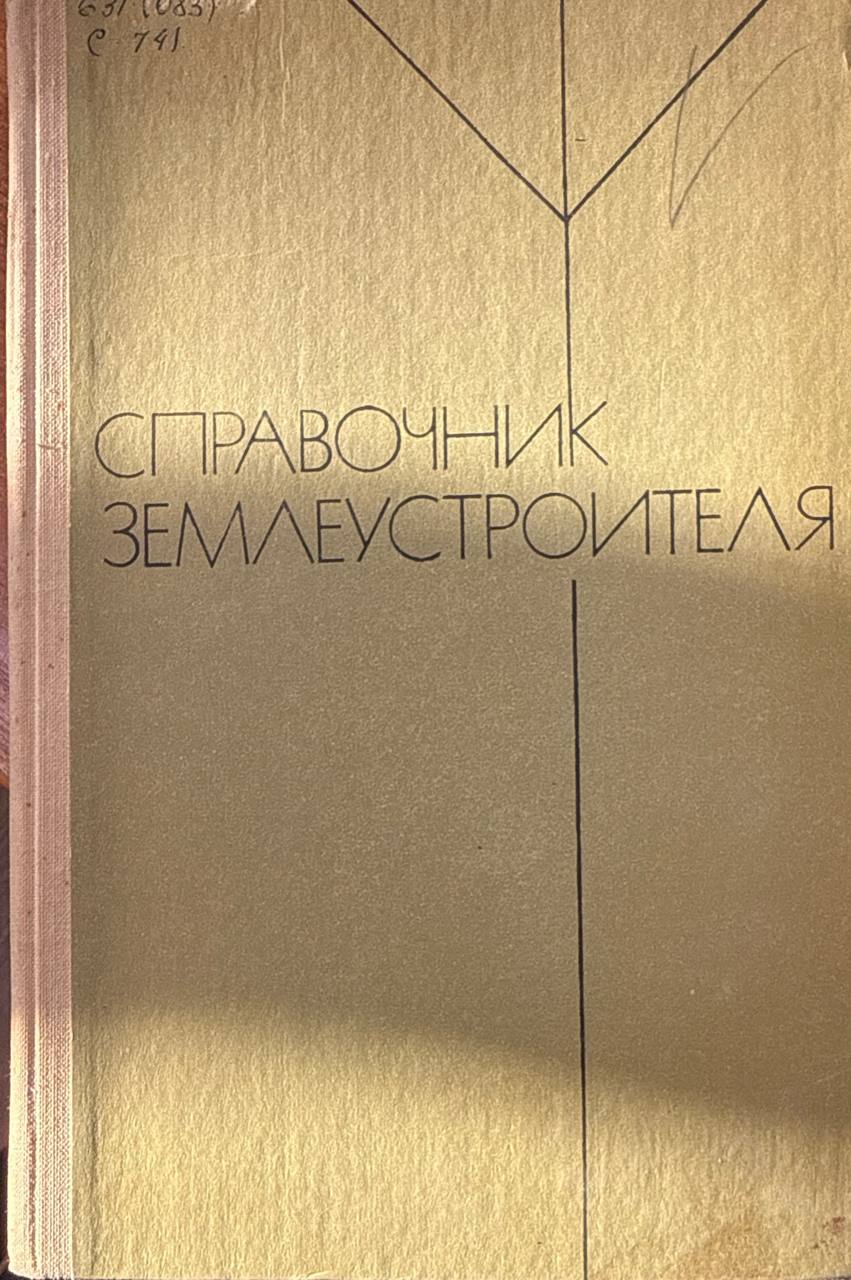 631 (083)
С 741
СПРАВОЧНИК
ЗЕМЛЕУСТРОИТЕЛЯ